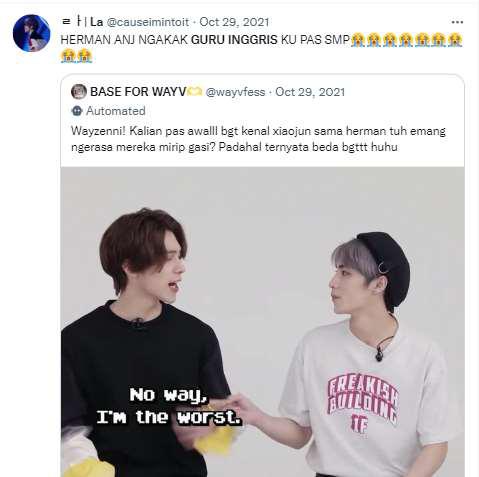 ㄹㅏ| La @causeimintoit · Oct 29, 2021
HERMAN ANJ NGAKAK GURU INGGRIS KU PAS SMP😭😭😭😭😭😭😭
😭😭
BASE FOR WAYV🫶 @wayvfess · Oct 29, 2021
Automated
Wayzenni! Kalian pas awalll bgt kenal xiaojun sama herman tuh emang
ngerasa mereka mirip gasi? Padahal ternyata beda bgttt huhu
No way,
I'm the worst.
FREAKISH
BUILDING